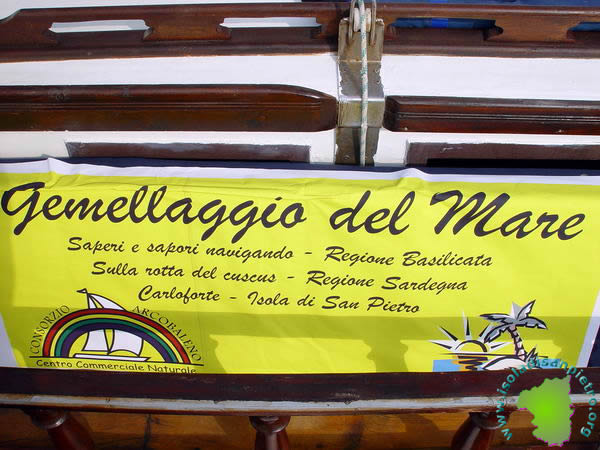 Gemellaggio del Mare
Saperi e sapori navigando - Regione Basilicata
Sulla rotta del cuscus - Regione Sardegna
Carloforte - Isola di San Pietro
CONSORZIO ARCOBALENO
Centro Commerciale Naturale
www.isoladisanpietro.org